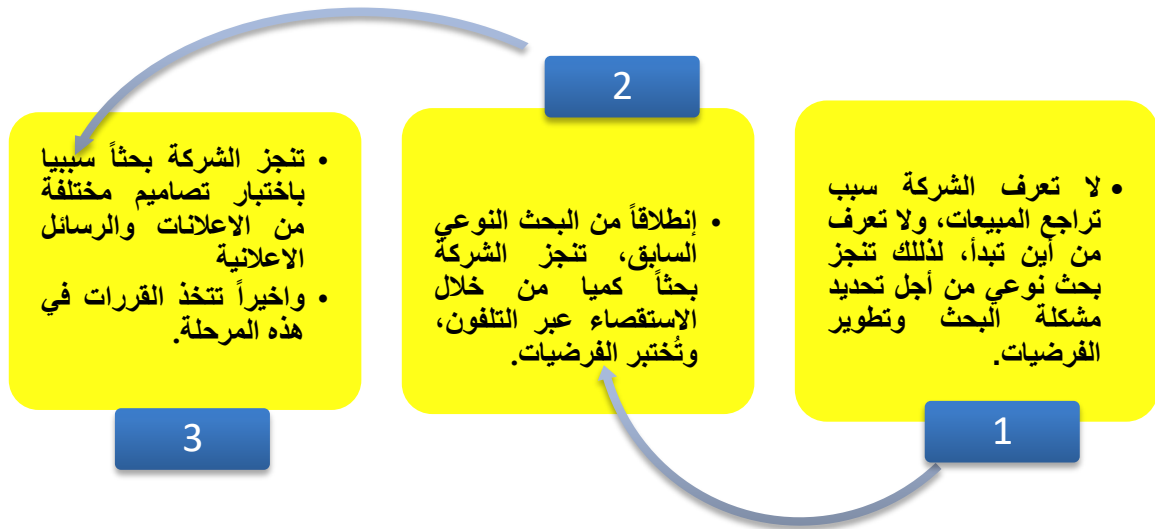 1
• لا تعرف الشركة سبب
تراجع المبيعات، ولا تعرف
من أين تبدأ، لذللك تنجز
بحث نوعي من أجل تحديد
مشكلة البحث وتطوير
الفرضيات.
2
• إنطلاقاً من البحث النوعي
السابق، تنجز الشركة
بحثاً كميا من خلال
الاستقصاء عبر التلفون،
وتُختبر الفرضيات.
• تنجز الشركة بحثاً سببيا
باختبار تصاميم مختلفة
من الاعلانات والرسائل
الاعلانية
• واخيراً تتخذ القررات في
هذه المرحلة.
3